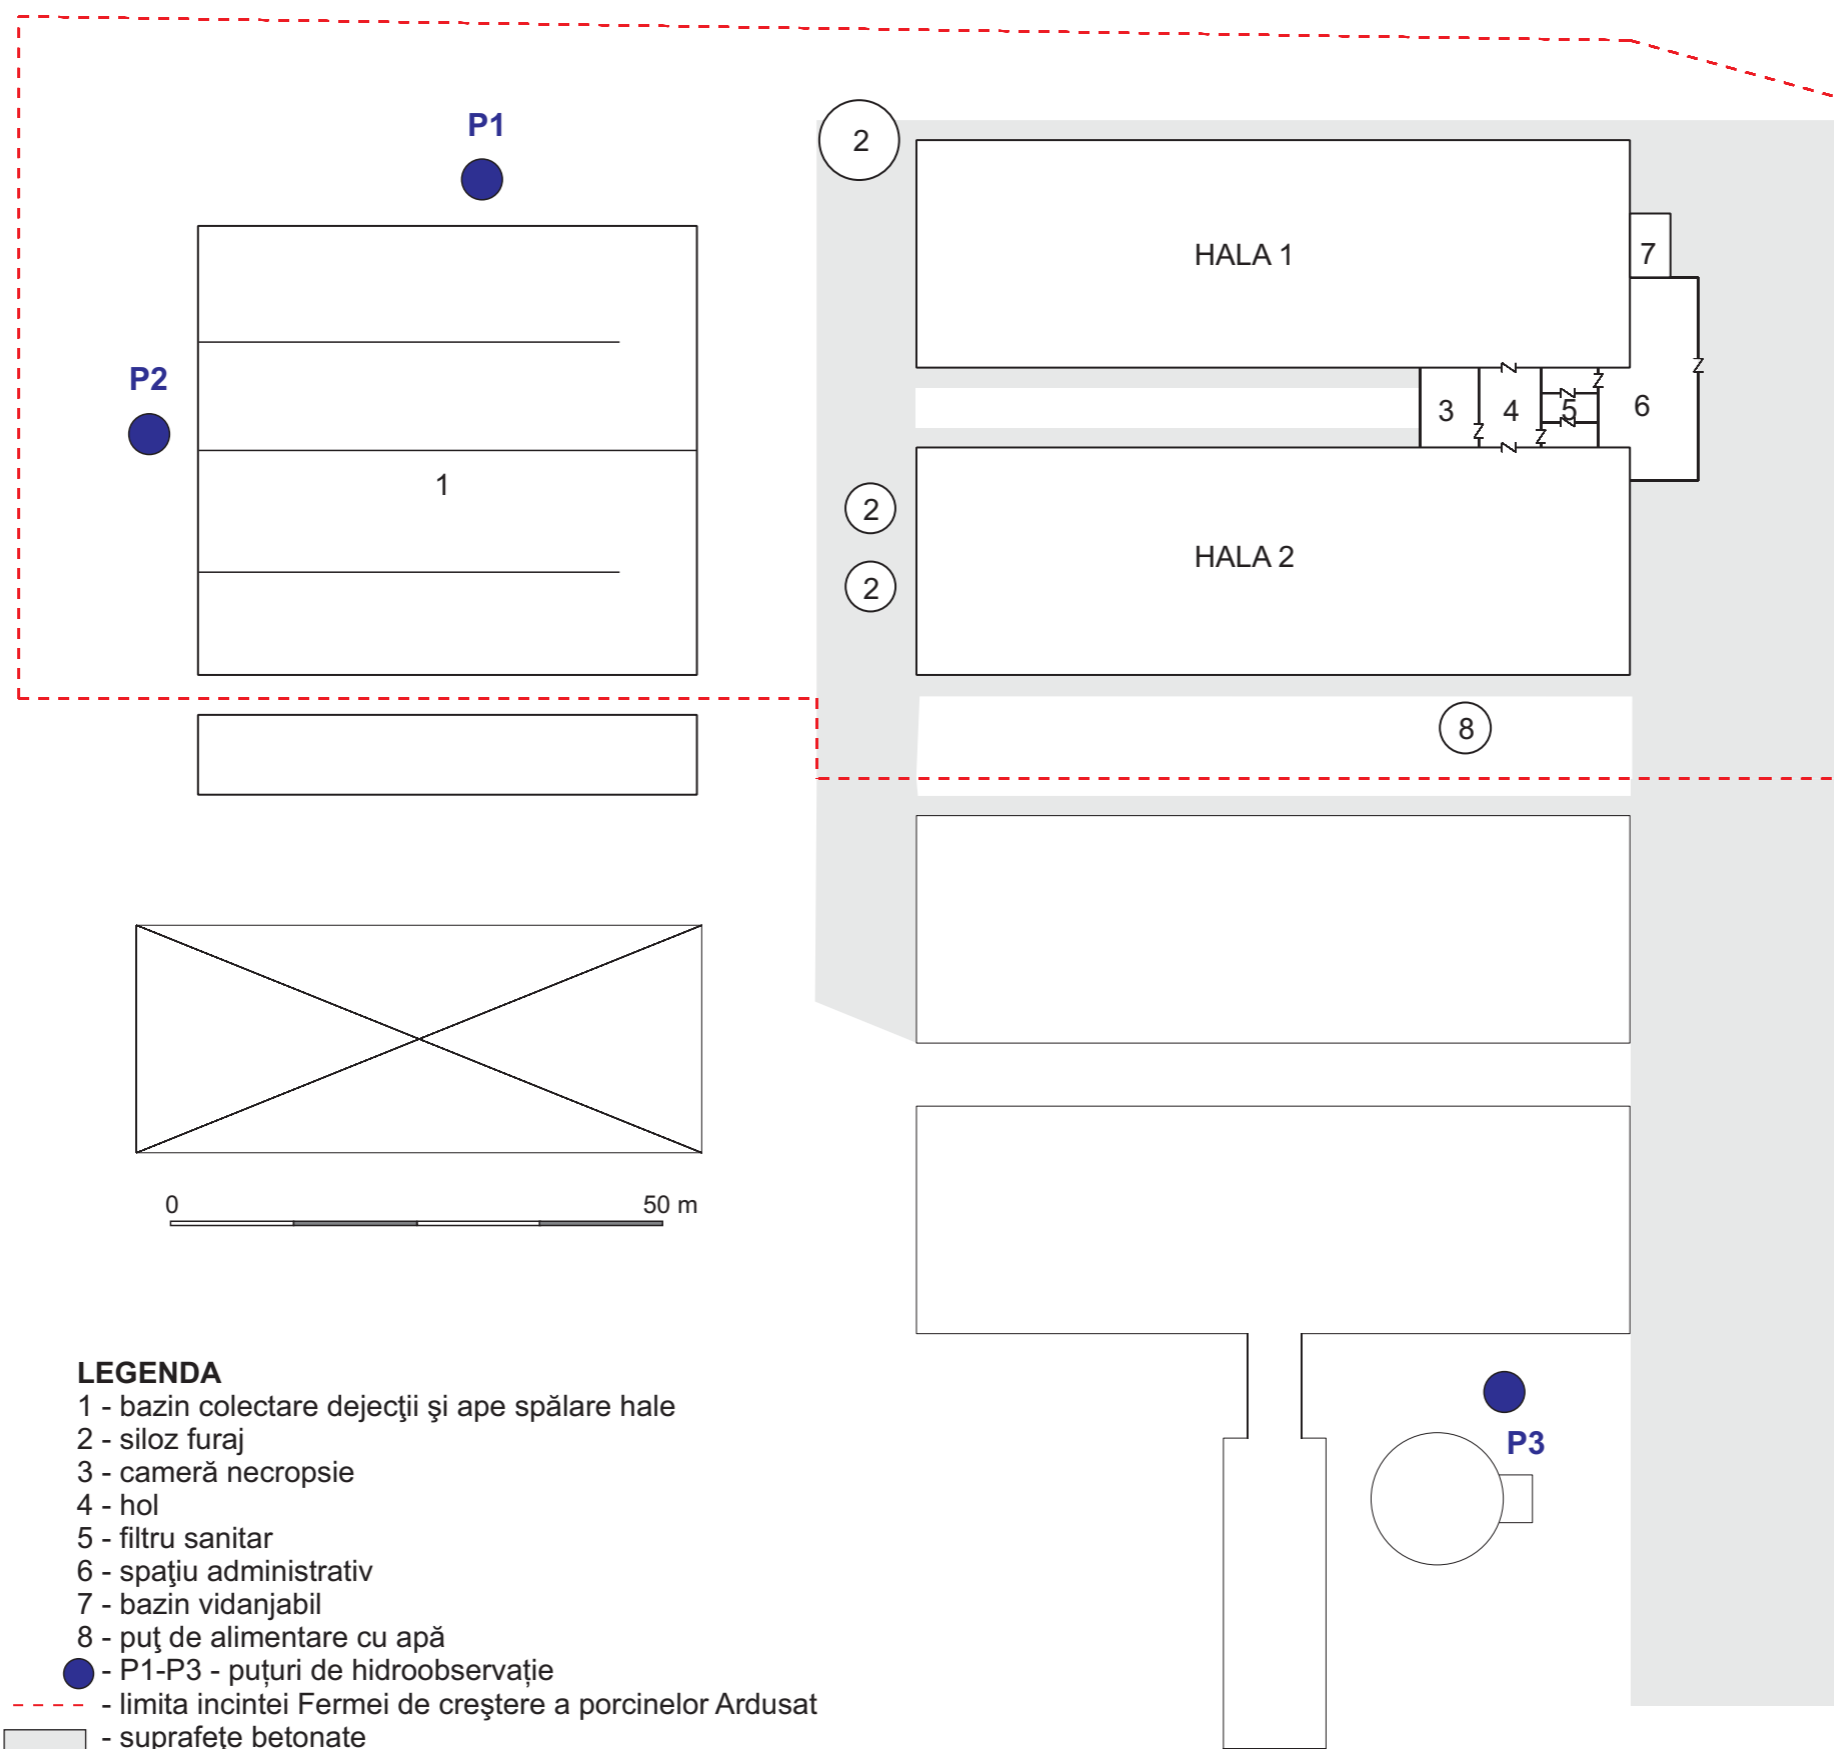 P1
2
HALA 1
7
P2
3
4
5
6
1
2
HALA 2
2
8
0
50 m
LEGENDA
1 - bazin colectare dejecţii şi ape spălare hale
2 - siloz furaj
3 - cameră necropsie
4 - hol
5 - filtru sanitar
6 - spaţiu administrativ
7 - bazin vidanjabil
8 - puţ de alimentare cu apă
- P1-P3 - puțuri de hidroobservație
- limita incintei Fermei de creştere a porcinelor Ardusat
- suprafețe betonate
P3